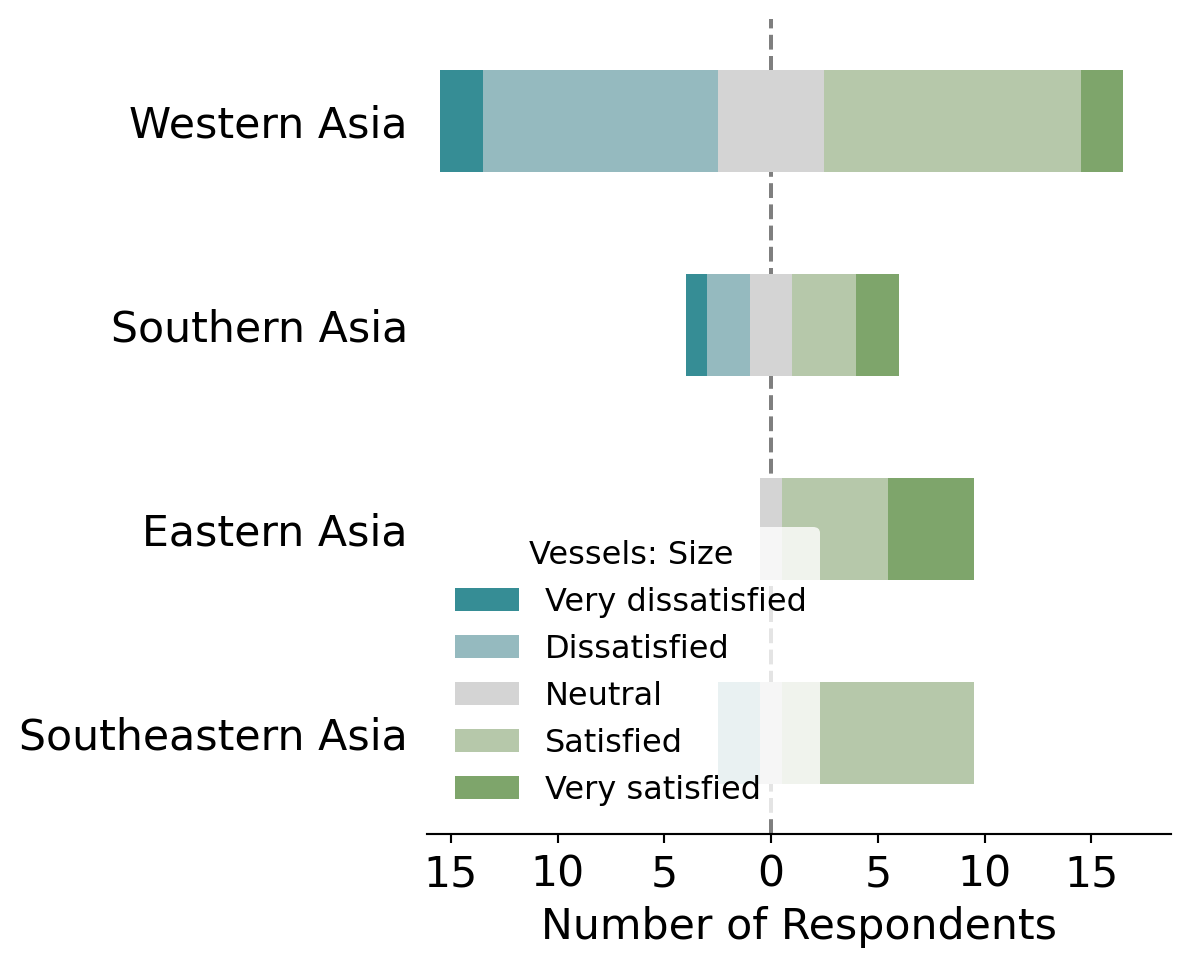 Western Asia
Southern Asia
Eastern Asia
Southeastern Asia
Vessels: Size
Very dissatisfied
Dissatisfied
Neutral
Satisfied
Very satisfied
15 10 5 0 5 10 15
Number of Respondents